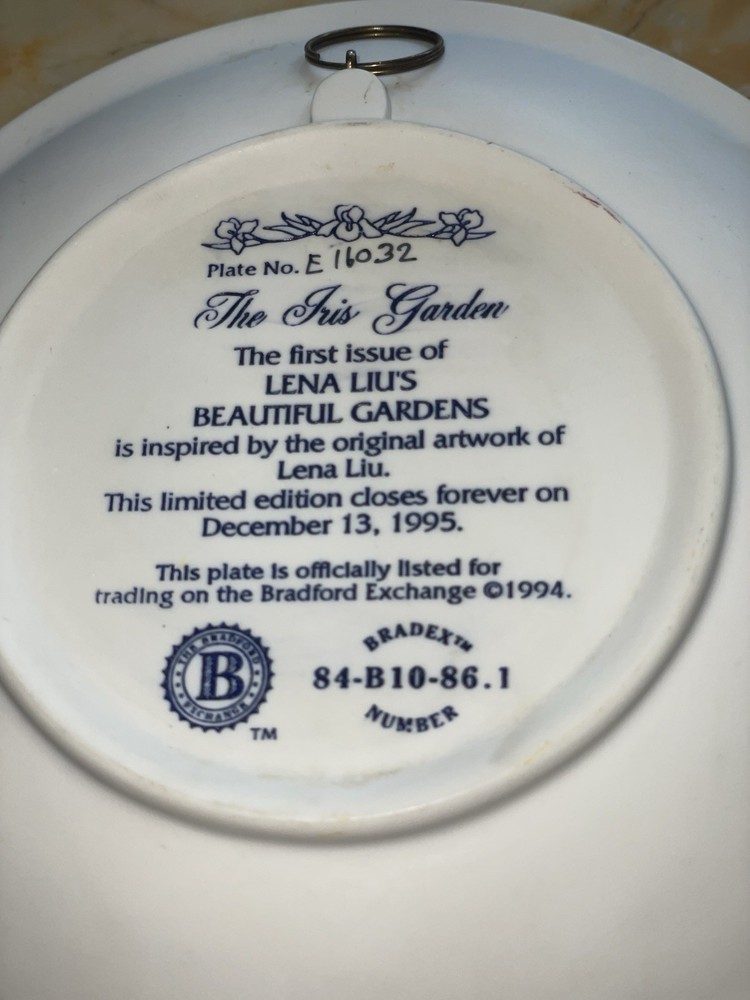 Plate No. E 16032
The Iris Garden
The first issue of
LENA LIU'S
BEAUTIFUL GARDENS
is inspired by the original artwork of
Lena Liu.
This limited edition closes forever on
December 13, 1995.
This plate is officially listed for
trading on the Bradford Exchange ©1994.
THE BRADFORD
B
EXCHANGE
TM
BRADEX™
84-B10-86.1
NUMBER